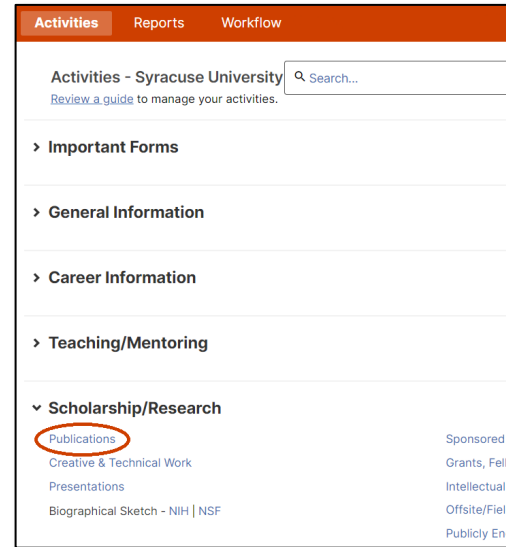 Activities Reports Workflow
Activities - Syracuse University Search...
Review a guide to manage your activities.
Important Forms
General Information
Career Information
Teaching/Mentoring
Scholarship/Research
Publications Sponsored
Creative & Technical Work Grants, Fell
Presentations Intellectual
Biographical Sketch - NIH | NSF Offsite/Fiel
Publicly En